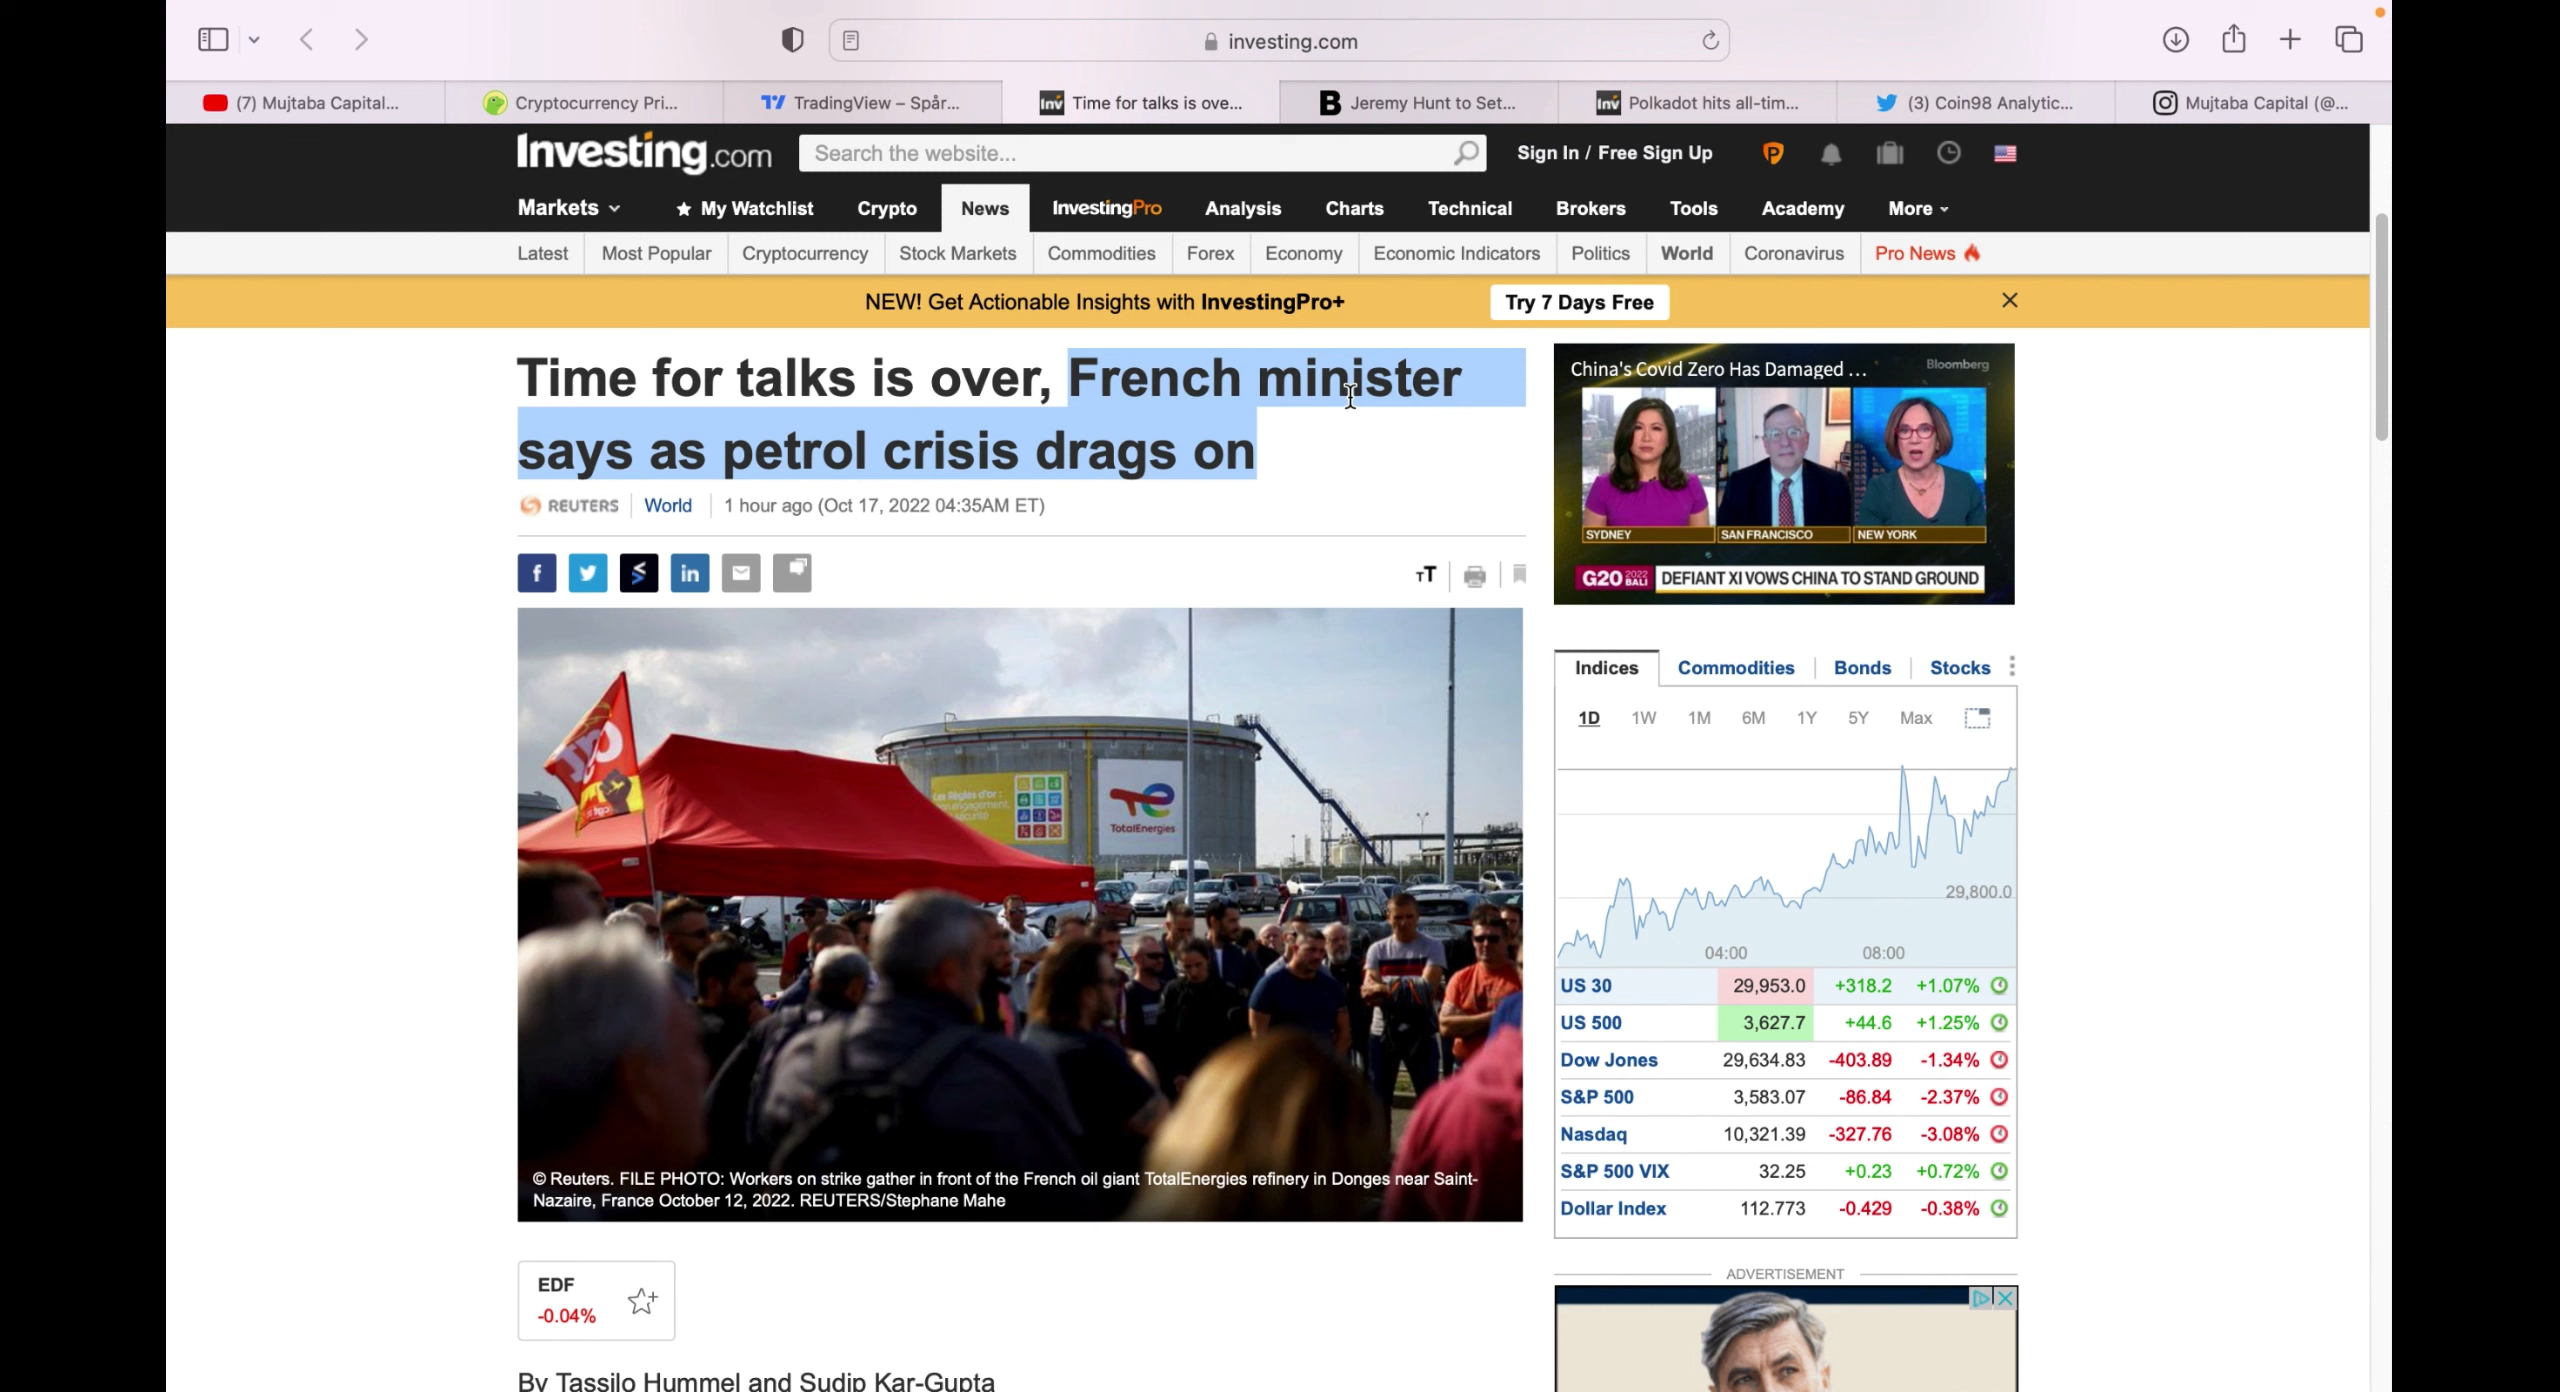 investing.com
(7) Mujtaba Capital...
Cryptocurrency Pri...
TradingView – Spår...
Inv Time for talks is ove...
B Jeremy Hunt to Set...
Inv Polkadot hits all-tim...
(3) Coin98 Analytic...
Mujtaba Capital (@...
Investing.com
Search the website...
Sign In / Free Sign Up
P
Markets My Watchlist Crypto News InvestingPro Analysis Charts Technical Brokers Tools Academy More
Latest Most Popular Cryptocurrency Stock Markets Commodities Forex Economy Economic Indicators Politics World Coronavirus Pro News
NEW! Get Actionable Insights with InvestingPro+ Try 7 Days Free
Time for talks is over, French minister
says as petrol crisis drags on
REUTERS World 1 hour ago (Oct 17, 2022 04:35AM ET)
f in
TT
CGT
cgt
Les Règles d'or :
TotalEnergies
© Reuters. FILE PHOTO: Workers on strike gather in front of the French oil giant TotalEnergies refinery in Donges near Saint-
Nazaire, France October 12, 2022. REUTERS/Stephane Mahe
EDF
-0.04%
By Tassilo Hummel and Sudip Kar-Gupta
China's Covid Zero Has Damaged ...
Bloomberg
SYDNEY SAN FRANCISCO NEW YORK
G20 2022 BALI DEFIANT XI VOWS CHINA TO STAND GROUND
Indices Commodities Bonds Stocks
1D 1W 1M 6M 1Y 5Y Max
29,800.0
04:00 08:00
US 30 29,953.0 +318.2 +1.07%
US 500 3,627.7 +44.6 +1.25%
Dow Jones 29,634.83 -403.89 -1.34%
S&P 500 3,583.07 -86.84 -2.37%
Nasdaq 10,321.39 -327.76 -3.08%
S&P 500 VIX 32.25 +0.23 +0.72%
Dollar Index 112.773 -0.429 -0.38%
ADVERTISEMENT